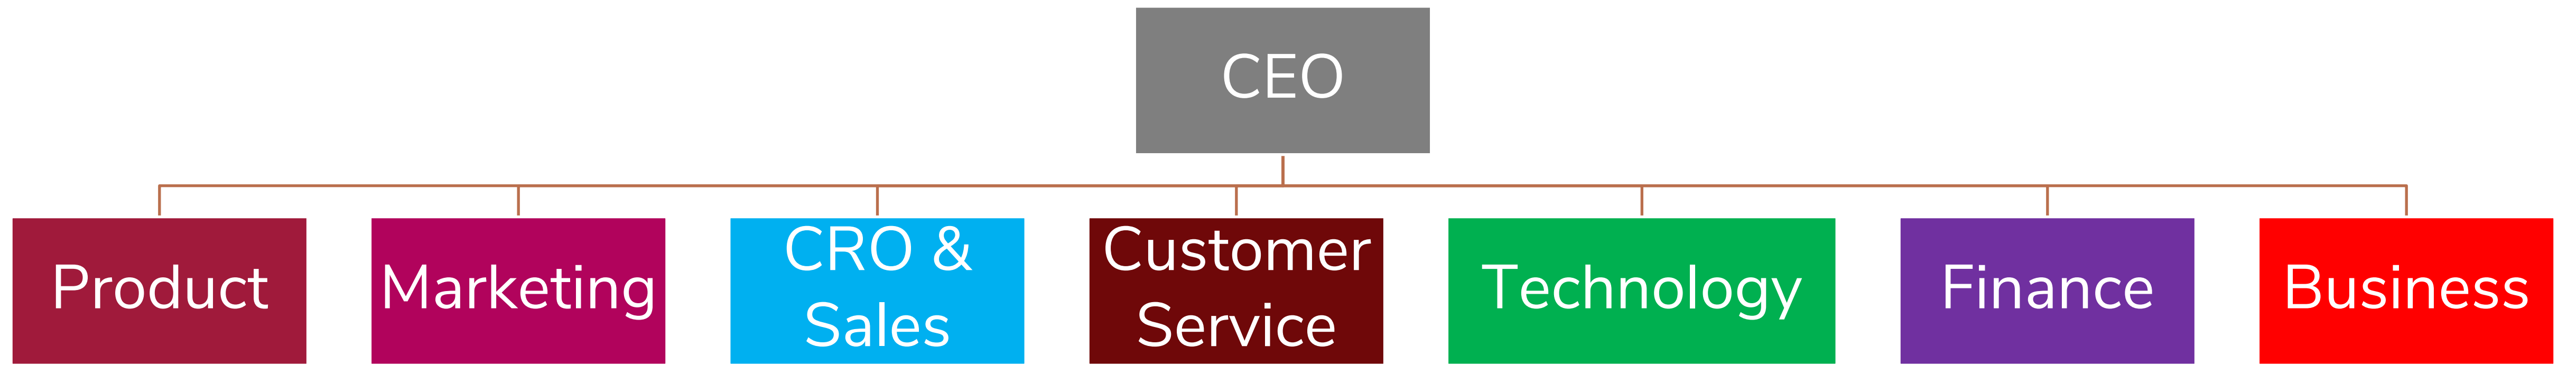 CEO
Product
Marketing
CRO &
Sales
Customer
Service
Technology
Finance
Business